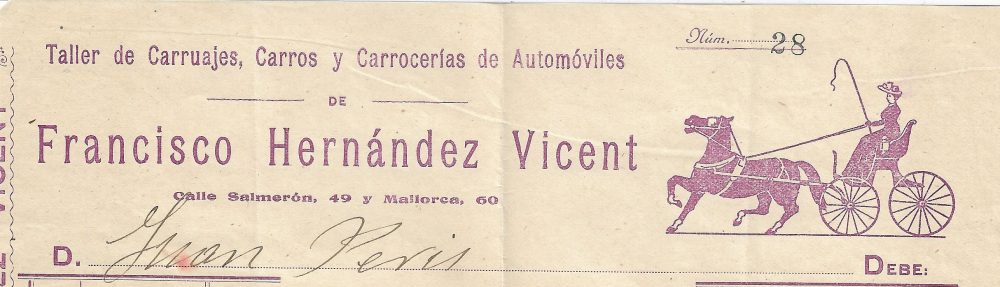 Taller de Carruajes, Carros y Carrocerías de Automóviles
Núm. 28
DE
Francisco Hernández Vicent
Calle Salmerón, 49 y Mallorca, 60
D. Juan Peris
DEBE:
VICENT